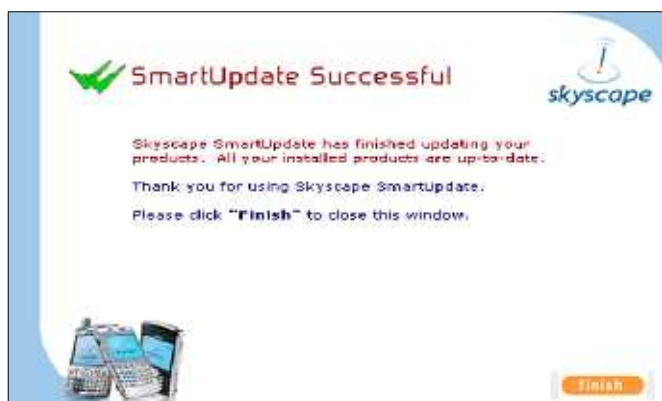 SmartUpdate Successful
skyscape
Skyscape SmartUpdate has finished updating your
products. All your installed products are up-to-date.
Thank you for using Skyscape SmartUpdate.
Please click "Finish" to close this window.
finish